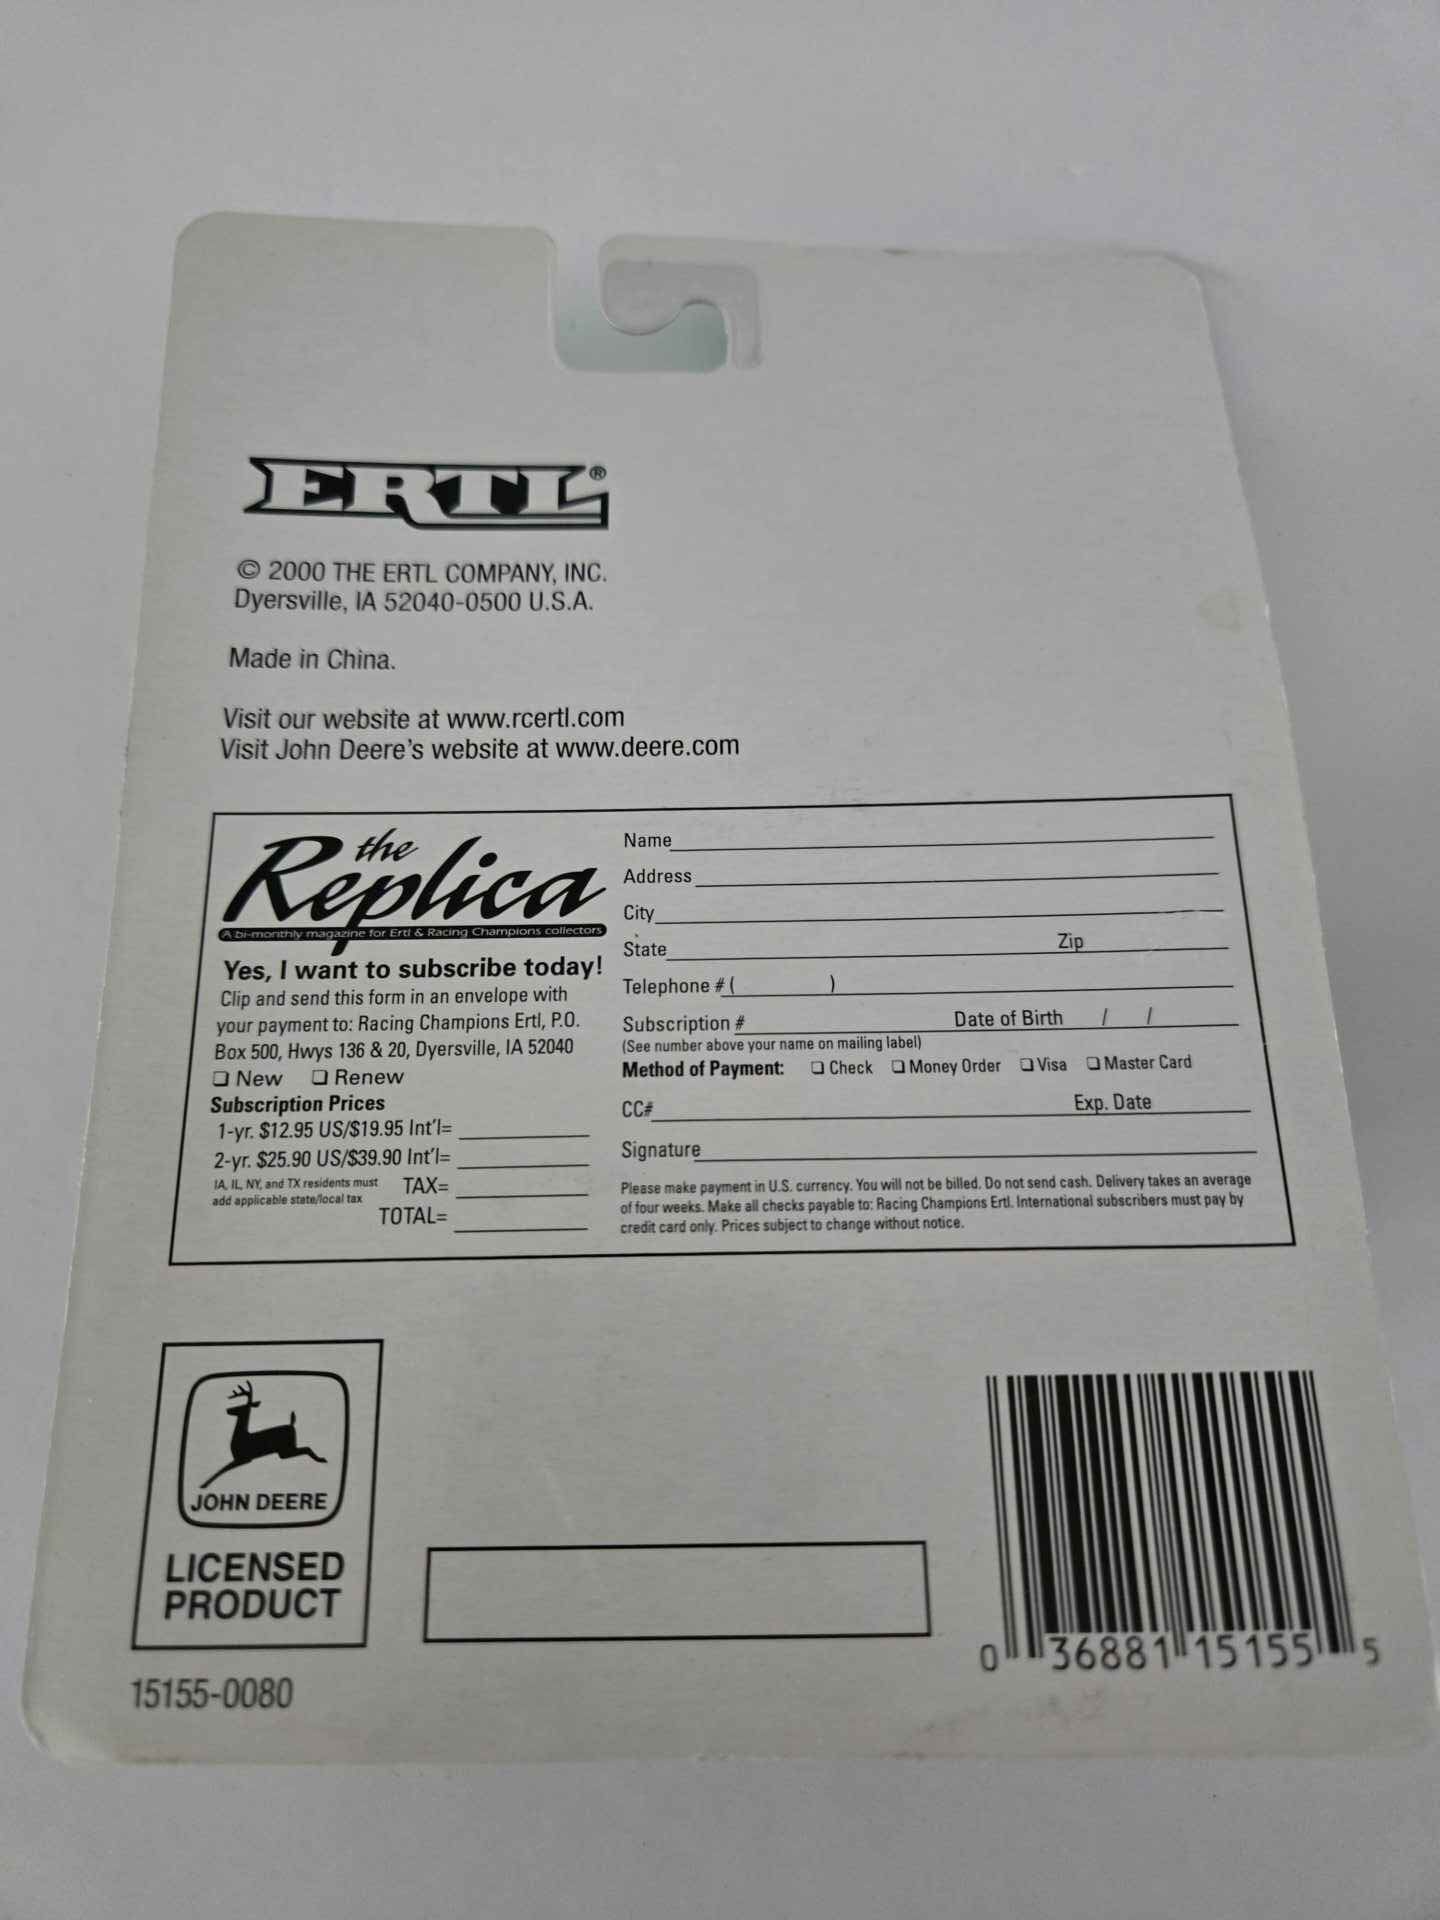 ERTL®
© 2000 THE ERTL COMPANY, INC.
Dyersville, IA 52040-0500 U.S.A.
Made in China.
Visit our website at www.rcertl.com
Visit John Deere's website at www.deere.com
the
Replica
A bi-monthly magazine for Ertl & Racing Champions collectors
Yes, I want to subscribe today!
Clip and send this form in an envelope with
your payment to: Racing Champions Ertl, P.O.
Box 500, Hwys 136 & 20, Dyersville, IA 52040
❏ New ❏ Renew
Subscription Prices
1-yr. $12.95 US/$19.95 Int'l=
2-yr. $25.90 US/$39.90 Int'l=
IA, IL, NY, and TX residents must
add applicable state/local tax
TAX=
TOTAL=
Name
Address
City
State Zip
Telephone # ( )
Subscription # Date of Birth / /
(See number above your name on mailing label)
Method of Payment: ❏ Check ❏ Money Order ❏ Visa ❏ Master Card
CC# Exp. Date
Signature
Please make payment in U.S. currency. You will not be billed. Do not send cash. Delivery takes an average
of four weeks. Make all checks payable to: Racing Champions Ertl. International subscribers must pay by
credit card only. Prices subject to change without notice.
JOHN DEERE
LICENSED
PRODUCT
15155-0080
0 36881 15155 5